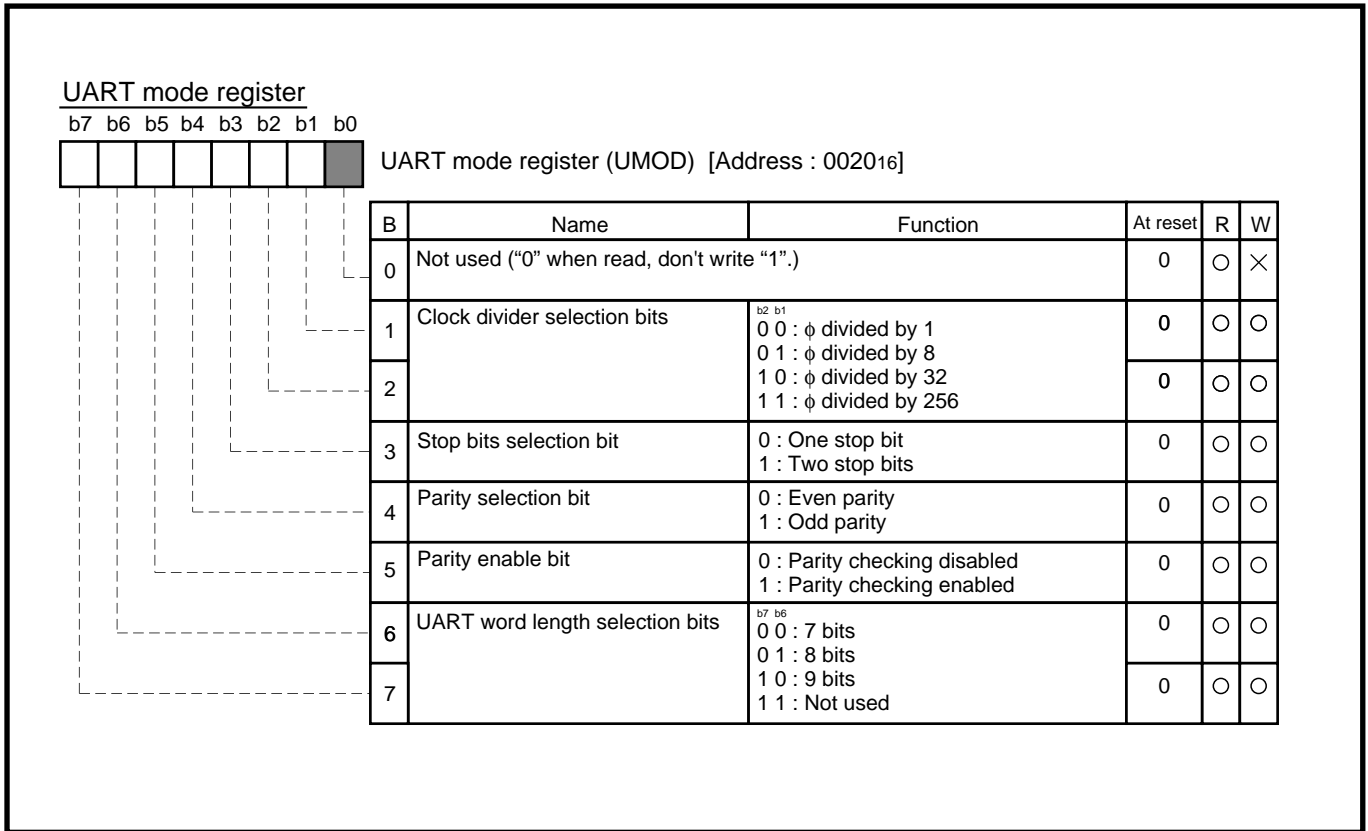 UART mode register
b7 b6 b5 b4 b3 b2 b1 b0
UART mode register (UMOD) [Address : 002016]
B Name Function At reset R W
0 Not used (“0” when read, don't write “1”.) 0 ○ ×
1 Clock divider selection bits b2 b1 0 ○ ○
0 0 : ϕ divided by 1
0 1 : ϕ divided by 8
2 1 0 : ϕ divided by 32 0 ○ ○
1 1 : ϕ divided by 256
3 Stop bits selection bit 0 : One stop bit 0 ○ ○
1 : Two stop bits
4 Parity selection bit 0 : Even parity 0 ○ ○
1 : Odd parity
5 Parity enable bit 0 : Parity checking disabled 0 ○ ○
1 : Parity checking enabled
6 UART word length selection bits b7 b6 0 ○ ○
0 0 : 7 bits
0 1 : 8 bits
7 1 0 : 9 bits 0 ○ ○
1 1 : Not used